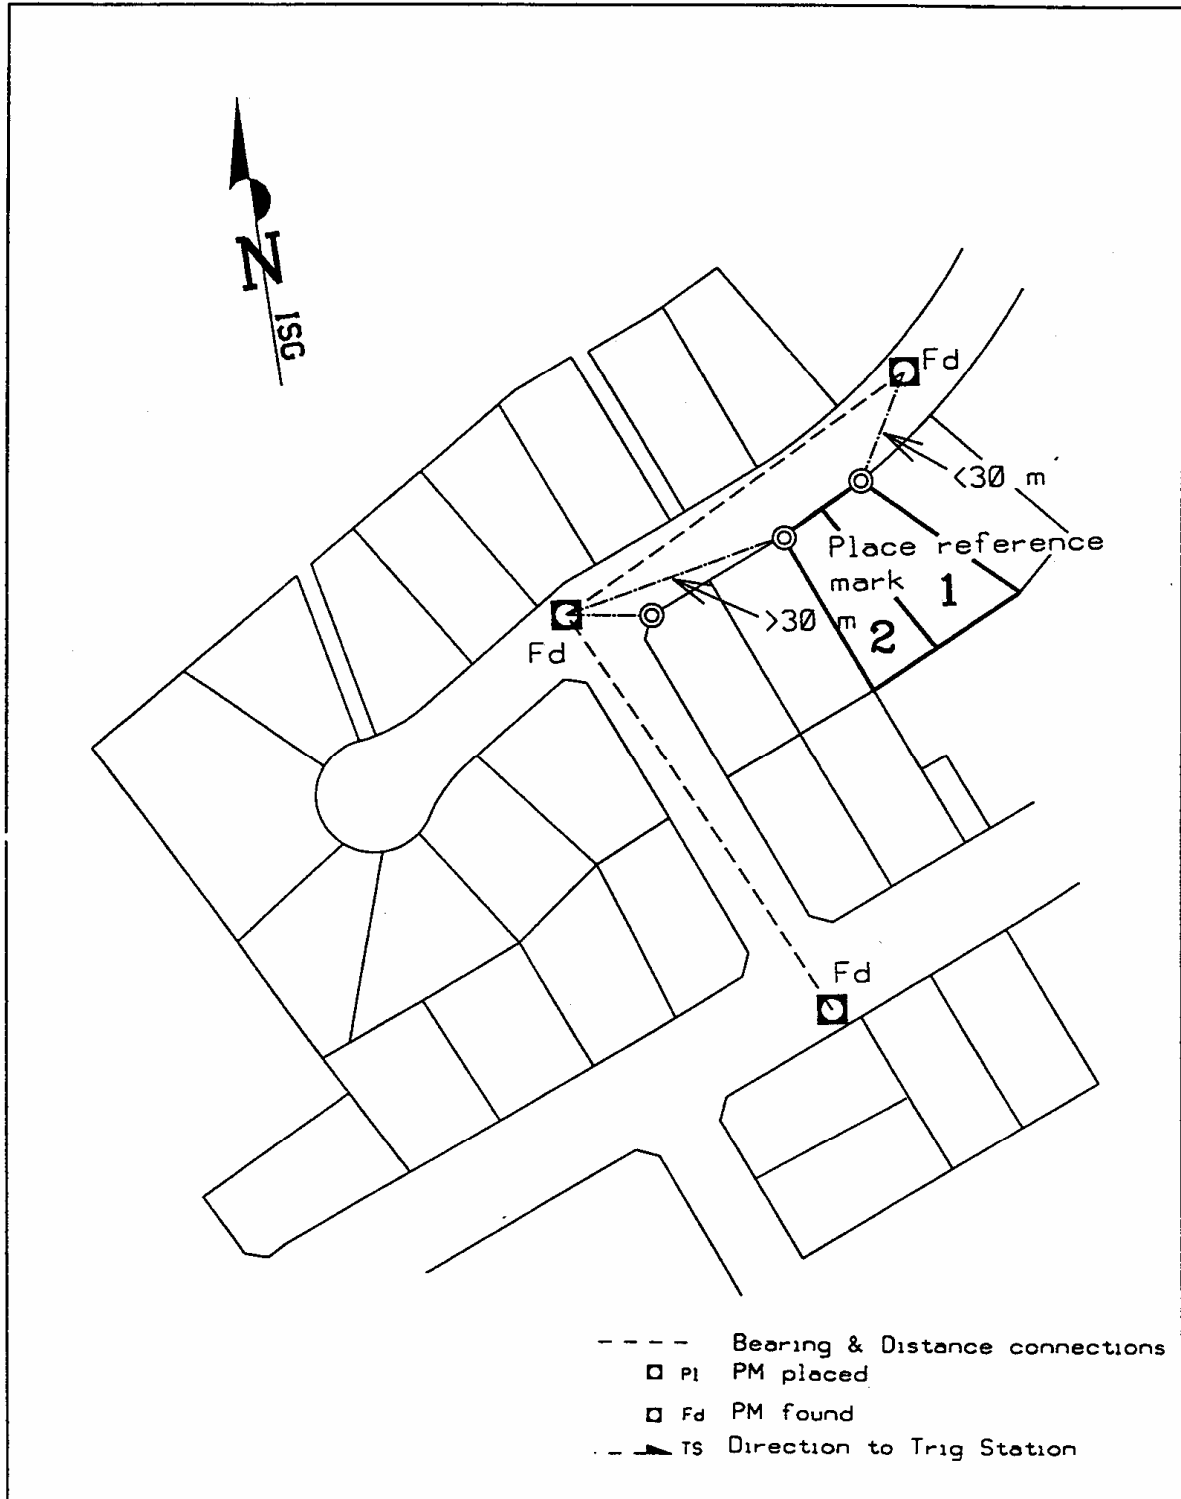 N
ISG
Fd
<30 m
Place reference
mark
1
>30 m
2
Fd
Fd
---- Bearing & Distance connections
Pl PM placed
Fd PM found
TS Direction to Trig Station